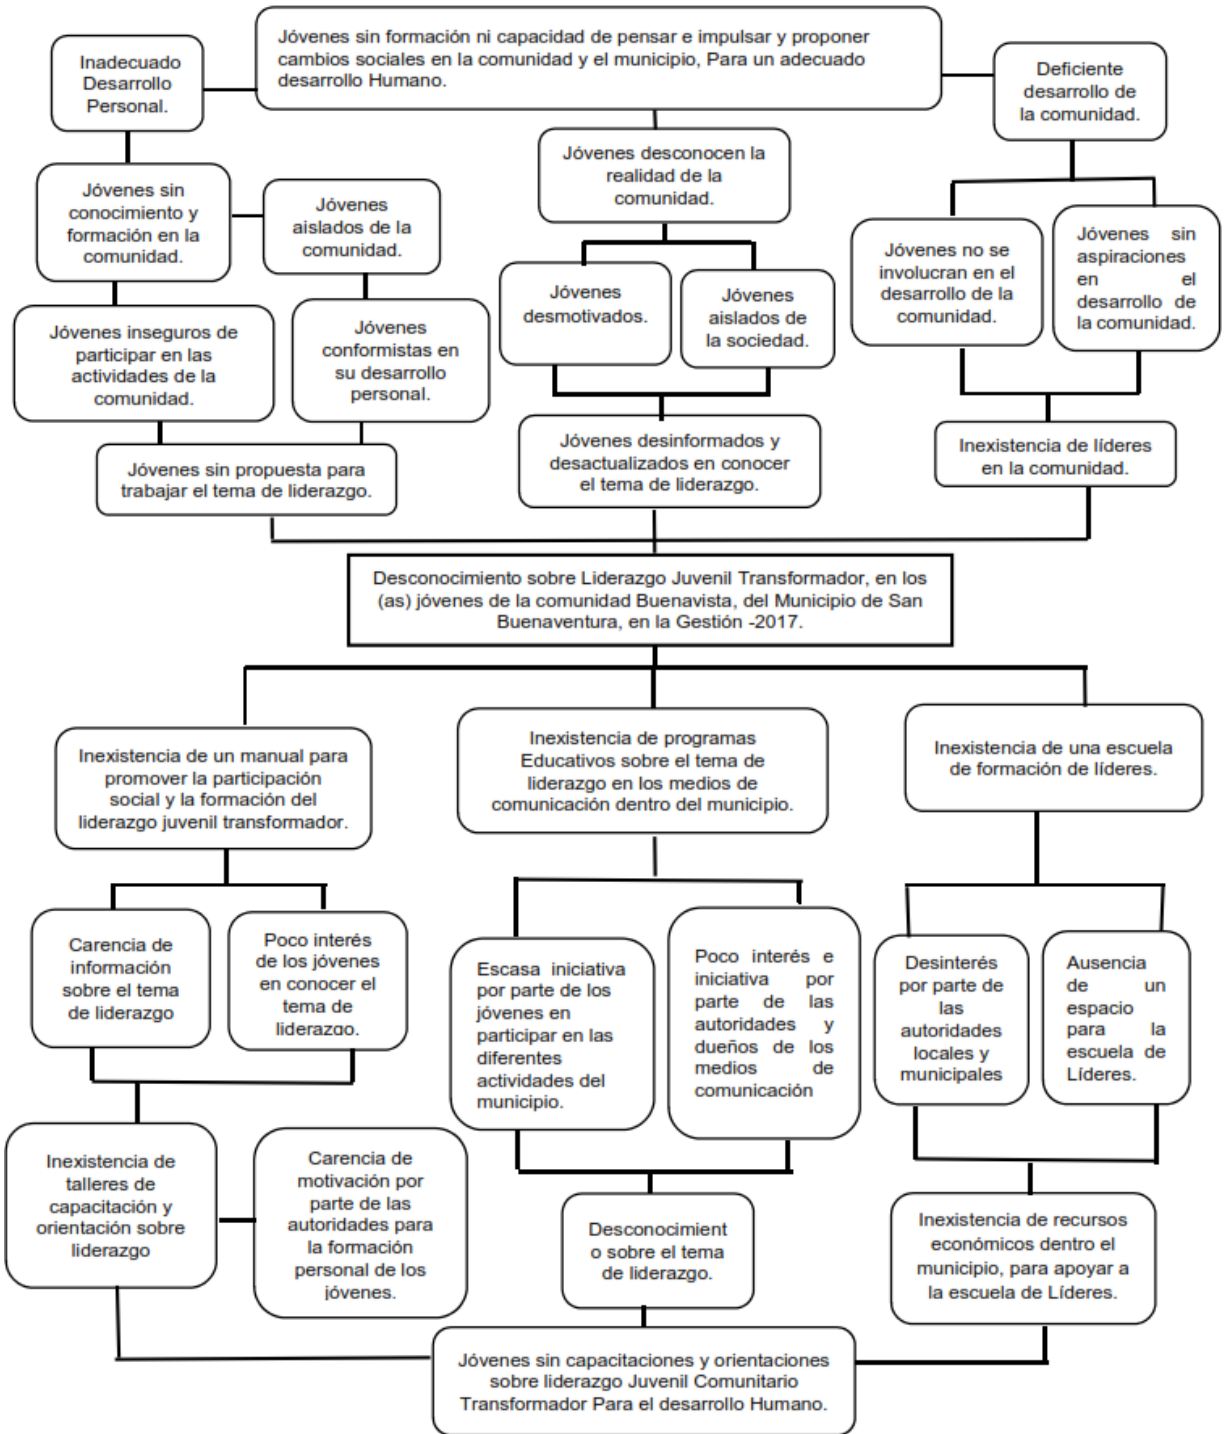 Jóvenes sin formación ni capacidad de pensar e impulsar y proponer
cambios sociales en la comunidad y el municipio, Para un adecuado
desarrollo Humano.
Inadecuado
Desarrollo
Personal.
Deficiente
desarrollo de
la comunidad.
Jóvenes desconocen la
realidad de la
comunidad.
Jóvenes sin
conocimiento y
formación en la
comunidad.
Jóvenes
aislados de la
comunidad.
Jóvenes no se
involucran en el
desarrollo de la
comunidad.
Jóvenes sin
aspiraciones
en el
desarrollo de
la comunidad.
Jóvenes
desmotivados.
Jóvenes
aislados de
la sociedad.
Jóvenes inseguros de
participar en las
actividades de la
comunidad.
Jóvenes
conformistas en
su desarrollo
personal.
Jóvenes sin propuesta para
trabajar el tema de liderazgo.
Jóvenes desinformados y
desactualizados en conocer
el tema de liderazgo.
Inexistencia de líderes
en la comunidad.
Desconocimiento sobre Liderazgo Juvenil Transformador, en los
(as) jóvenes de la comunidad Buenavista, del Municipio de San
Buenaventura, en la Gestión -2017.
Inexistencia de un manual para
promover la participación
social y la formación del
liderazgo juvenil transformador.
Inexistencia de programas
Educativos sobre el tema de
liderazgo en los medios de
comunicación dentro del municipio.
Inexistencia de una escuela
de formación de líderes.
Carencia de
información
sobre el tema
de liderazgo
Poco interés
de los jóvenes
en conocer el
tema de
liderazgo.
Escasa iniciativa
por parte de los
jóvenes en
participar en las
diferentes
actividades del
municipio.
Poco interés e
iniciativa por
parte de las
autoridades y
dueños de los
medios de
comunicación
Desinterés
por parte de
las
autoridades
locales y
municipales
Ausencia
de un
espacio
para la
escuela de
Líderes.
Inexistencia de
talleres de
capacitación y
orientación sobre
liderazgo
Carencia de
motivación por
parte de las
autoridades para
la formación
personal de los
jóvenes.
Desconocimient
o sobre el tema
de liderazgo.
Inexistencia de recursos
económicos dentro el
municipio, para apoyar a
la escuela de Líderes.
Jóvenes sin capacitaciones y orientaciones
sobre liderazgo Juvenil Comunitario
Transformador Para el desarrollo Humano.